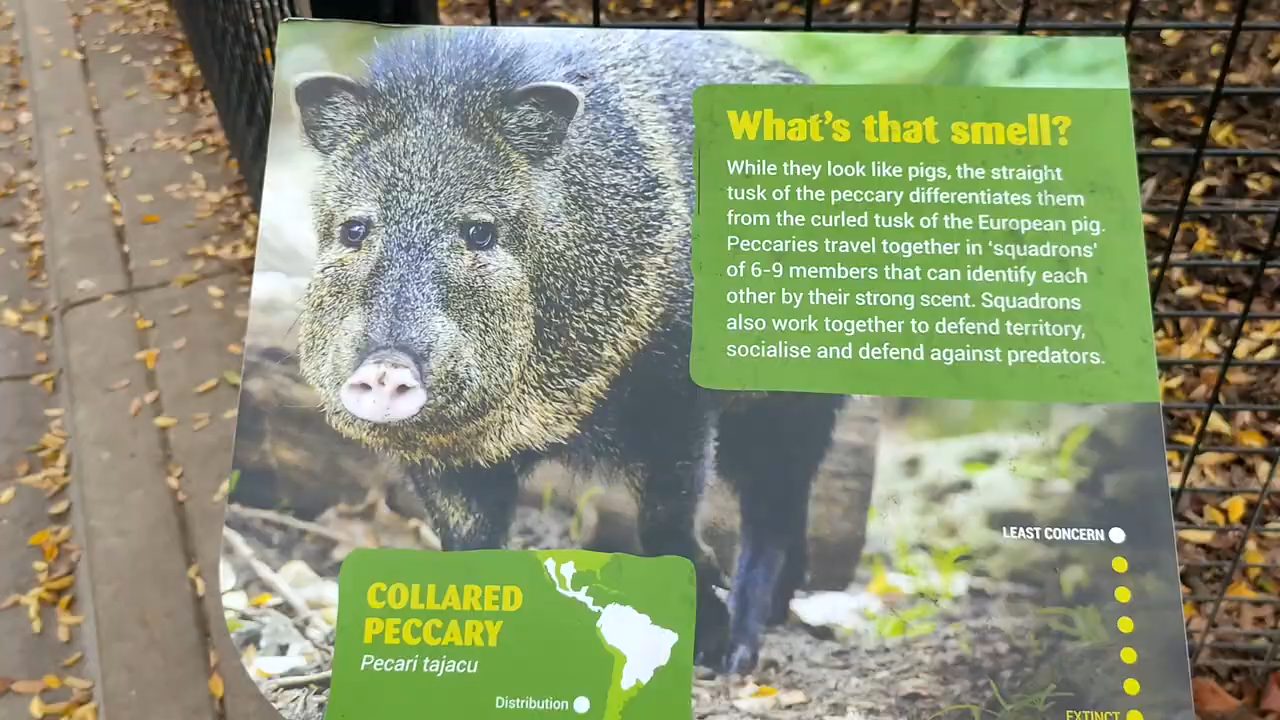 What's that smell?
While they look like pigs, the straight
tusk of the peccary differentiates them
from the curled tusk of the European pig.
Peccaries travel together in 'squadrons'
of 6-9 members that can identify each
other by their strong scent. Squadrons
also work together to defend territory,
socialise and defend against predators.
LEAST CONCERN
EXTINCT
COLLARED
PECCARY
Pecari tajacu
Distribution